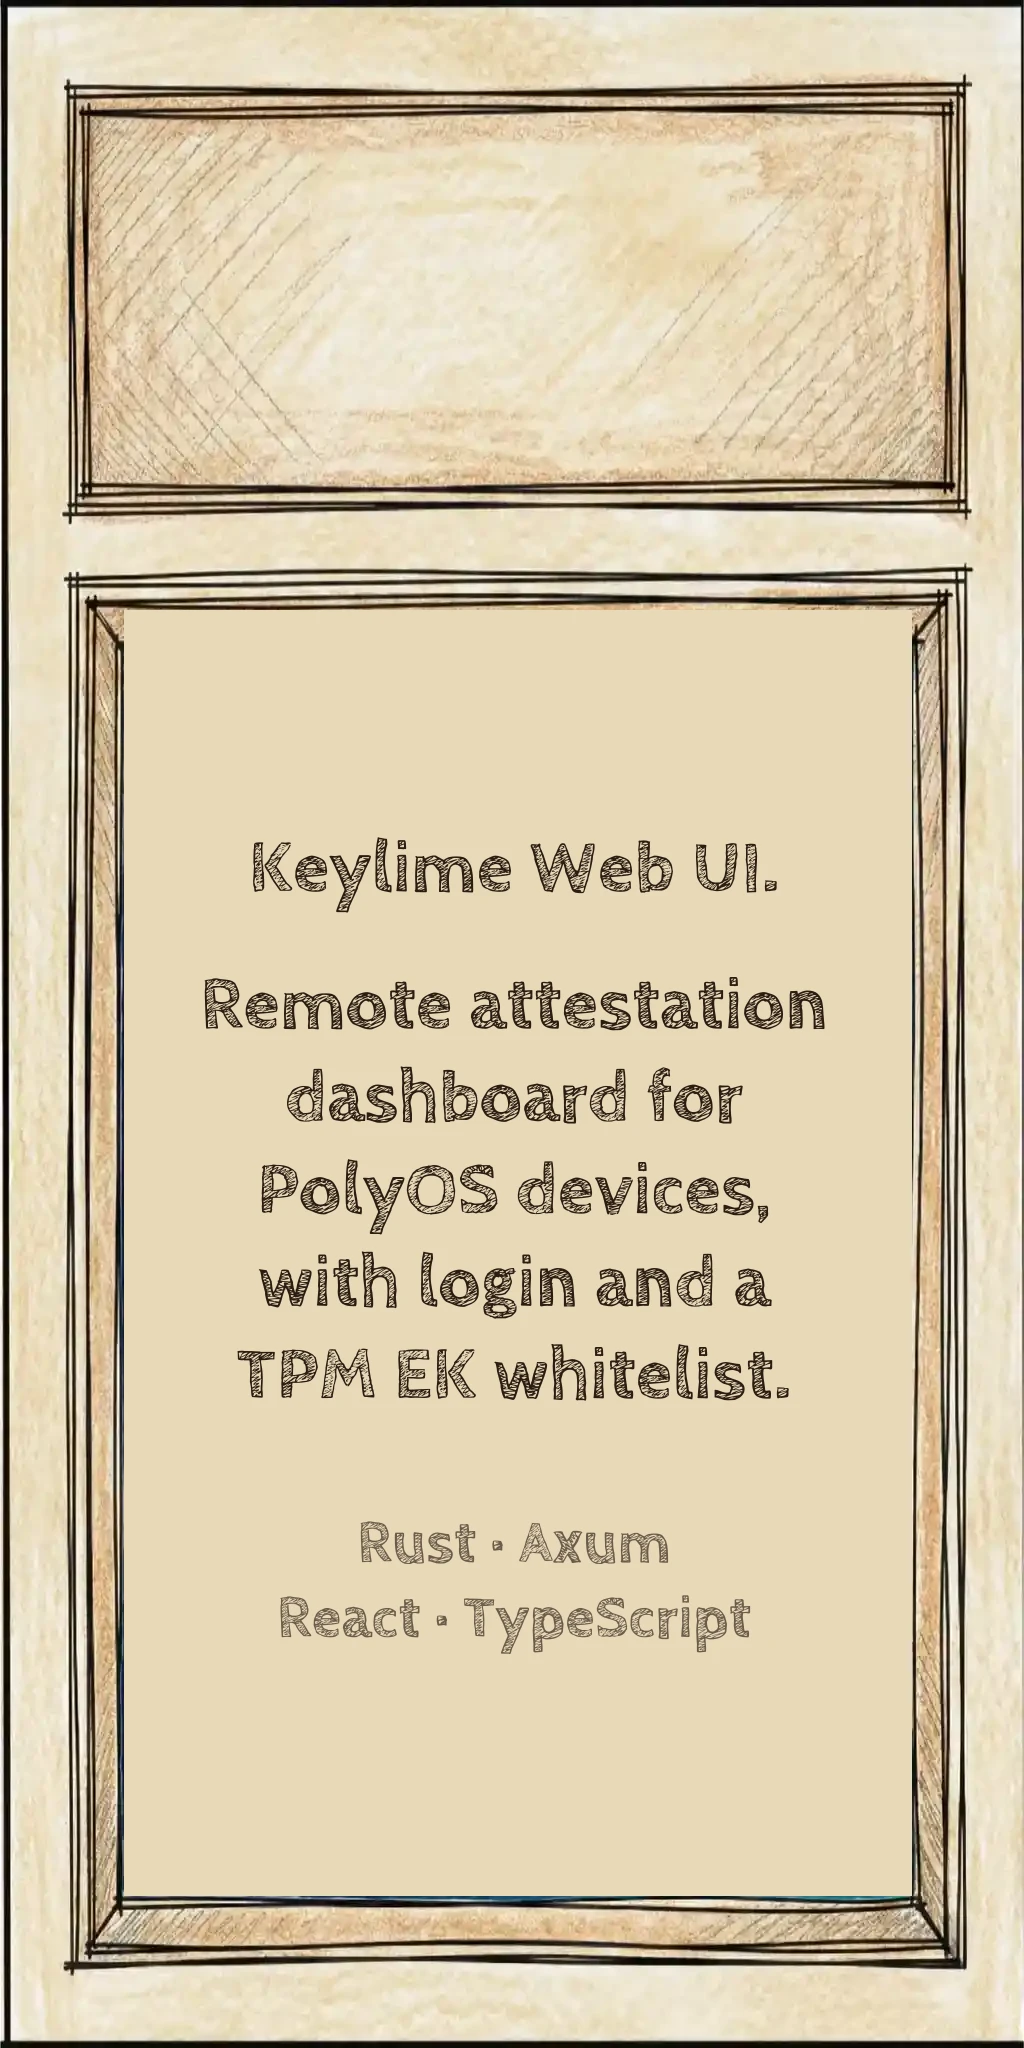 Keylime Web UI.
Remote attestation
dashboard for
PolyOS devices,
with login and a
TPM EK whitelist.
Rust · Axum
React · TypeScript